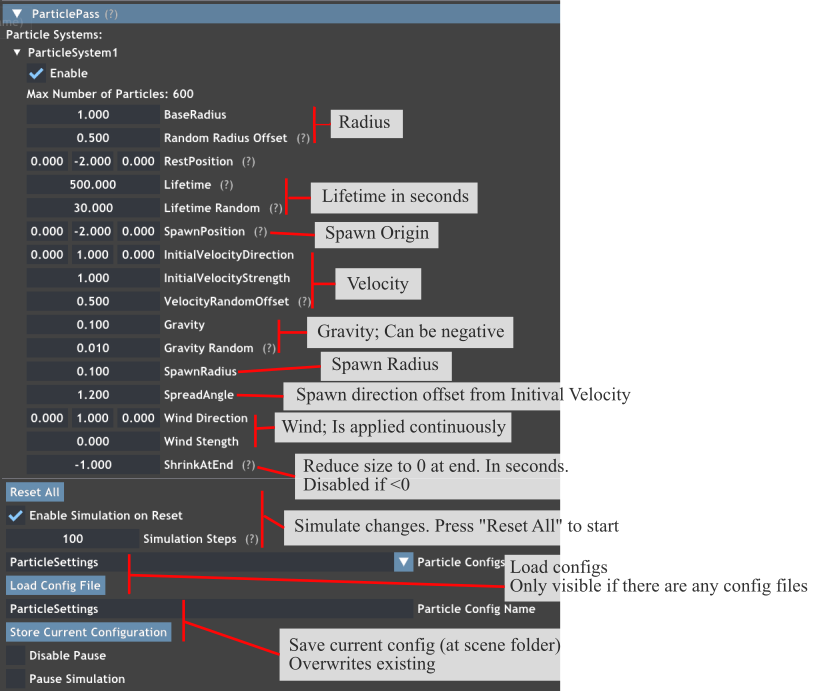 ParticlePass (?)
Particle Systems:
ParticleSystem1
Enable
Max Number of Particles: 600
1.000 BaseRadius
0.500 Random Radius Offset (?)
Radius
0.000 -2.000 0.000 RestPosition (?)
500.000 Lifetime (?)
30.000 Lifetime Random (?)
Lifetime in seconds
0.000 -2.000 0.000 SpawnPosition (?)
Spawn Origin
0.000 1.000 0.000 InitialVelocityDirection
1.000 InitialVelocityStrength
0.500 VelocityRandomOffset (?)
Velocity
0.100 Gravity
0.010 Gravity Random (?)
Gravity; Can be negative
0.100 SpawnRadius
Spawn Radius
1.200 SpreadAngle
Spawn direction offset from Initival Velocity
0.000 1.000 0.000 Wind Direction
0.000 Wind Stength
Wind; Is applied continuously
-1.000 ShrinkAtEnd (?)
Reduce size to 0 at end. In seconds.
Disabled if <0
Reset All
Enable Simulation on Reset
100 Simulation Steps (?)
Simulate changes. Press "Reset All" to start
ParticleSettings Particle Configs
Load Config File
Load configs
Only visible if there are any config files
ParticleSettings Particle Config Name
Store Current Configuration
Save current config (at scene folder)
Overwrites existing
Disable Pause
Pause Simulation